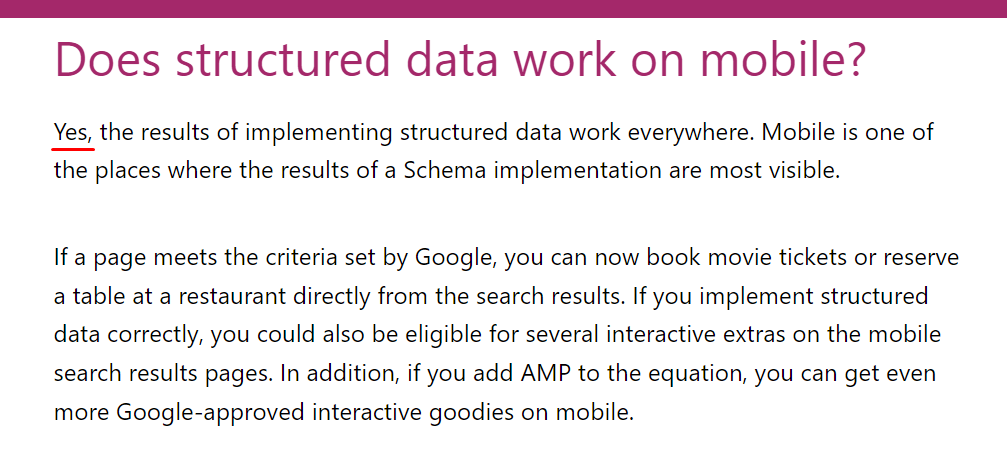 Does structured data work on mobile?
Yes, the results of implementing structured data work everywhere. Mobile is one of
the places where the results of a Schema implementation are most visible.
If a page meets the criteria set by Google, you can now book movie tickets or reserve
a table at a restaurant directly from the search results. If you implement structured
data correctly, you could also be eligible for several interactive extras on the mobile
search results pages. In addition, if you add AMP to the equation, you can get even
more Google-approved interactive goodies on mobile.